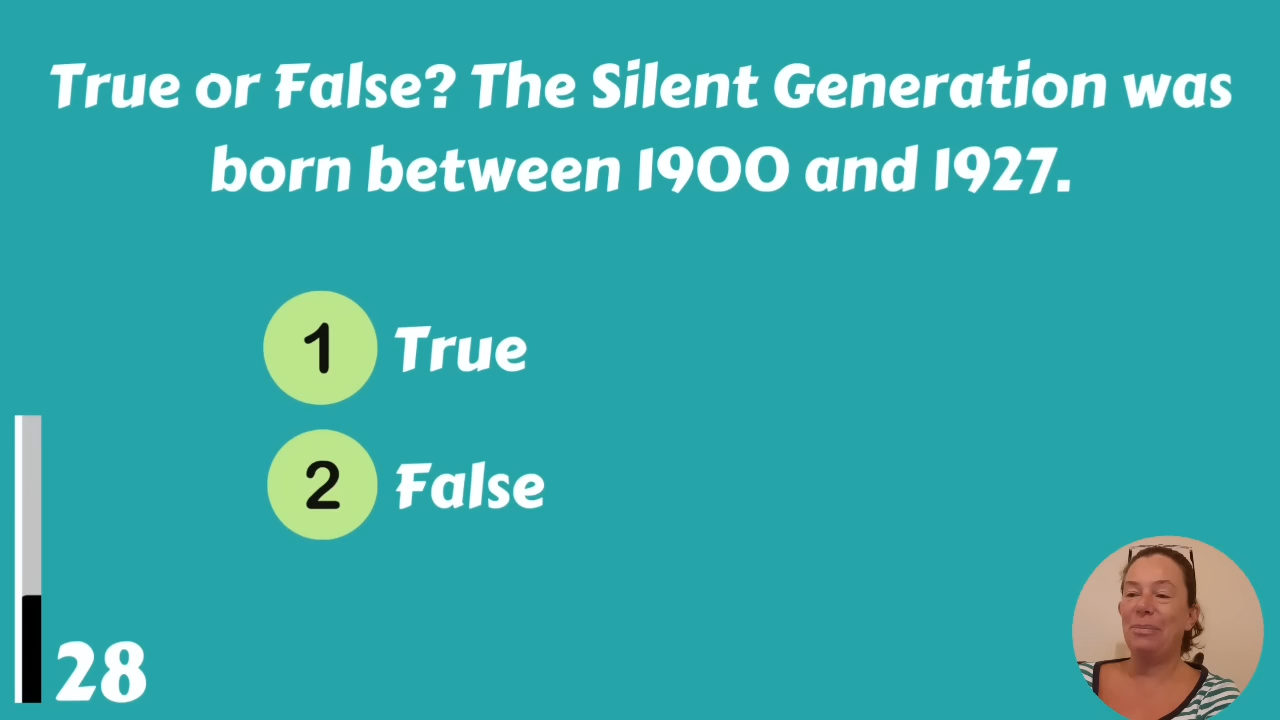 True or False? The Silent Generation was
born between 1900 and 1927.
1 True
2 False
28